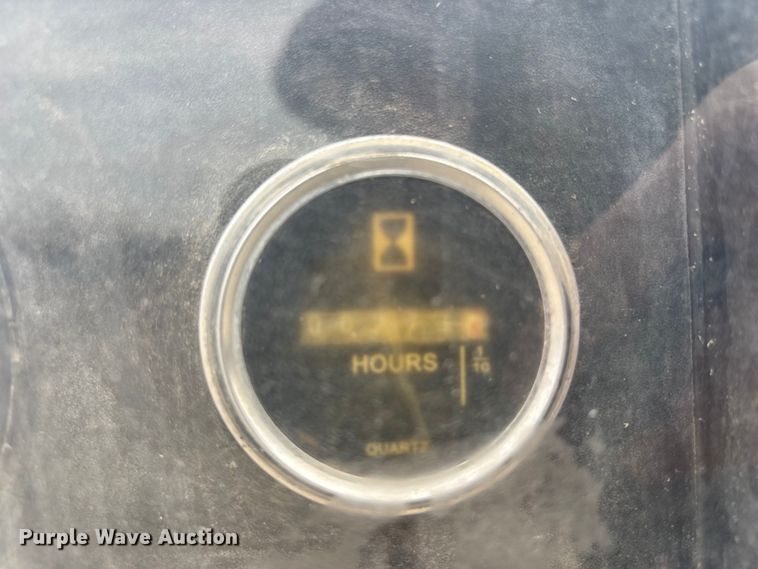 HOURS
1/10
QUARTZ
Purple Wave Auction